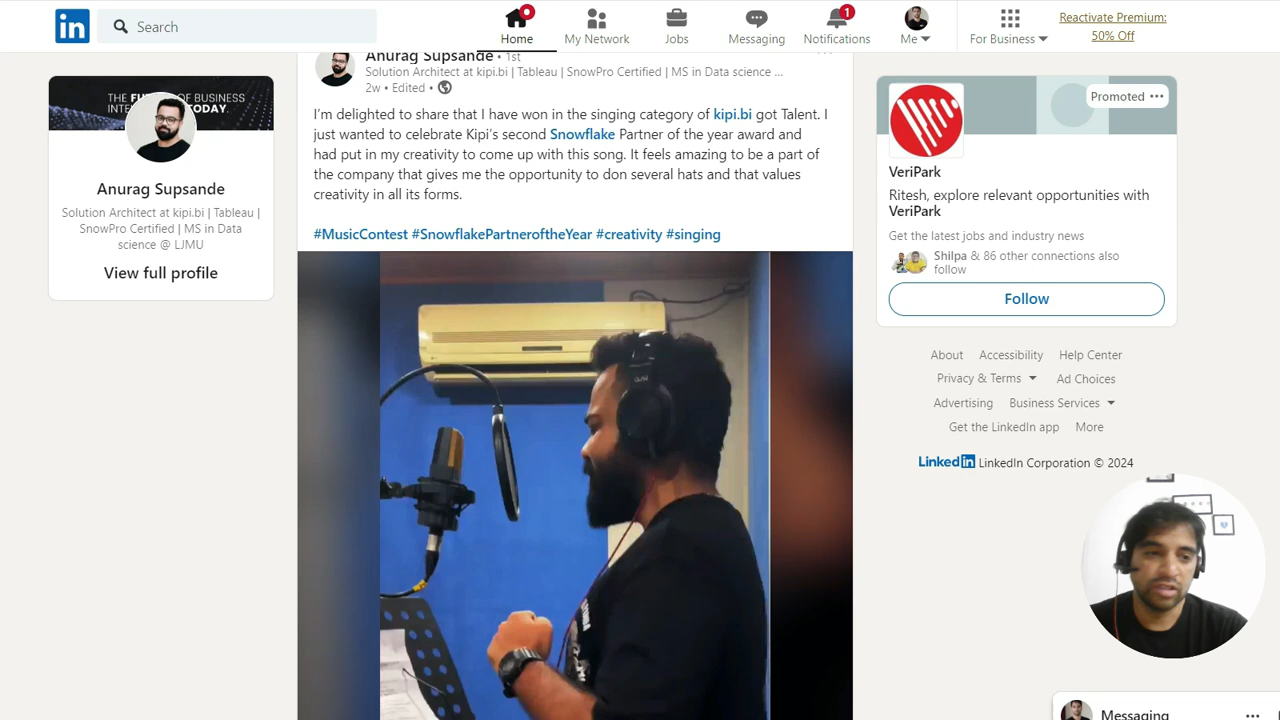 in
Search
Home
My Network
Jobs
Messaging
1
Notifications
Me
For Business
Reactivate Premium:
50% Off
THE FU OF BUSINESS
INTE TODAY.
Anurag Supsande
Solution Architect at kipi.bi | Tableau |
SnowPro Certified | MS in Data
science @ LJMU
View full profile
Anurag Supsande • 1st
Solution Architect at kipi.bi | Tableau | SnowPro Certified | MS in Data science ...
2w • Edited •
I’m delighted to share that I have won in the singing category of kipi.bi got Talent. I
just wanted to celebrate Kipi’s second Snowflake Partner of the year award and
had put in my creativity to come up with this song. It feels amazing to be a part of
the company that gives me the opportunity to don several hats and that values
creativity in all its forms.
#MusicContest #SnowflakePartneroftheYear #creativity #singing
Promoted •••
VeriPark
Ritesh, explore relevant opportunities with
VeriPark
Get the latest jobs and industry news
Shilpa & 86 other connections also
follow
Follow
About Accessibility Help Center
Privacy & Terms Ad Choices
Advertising Business Services
Get the LinkedIn app More
LinkedIn LinkedIn Corporation © 2024
Messaging